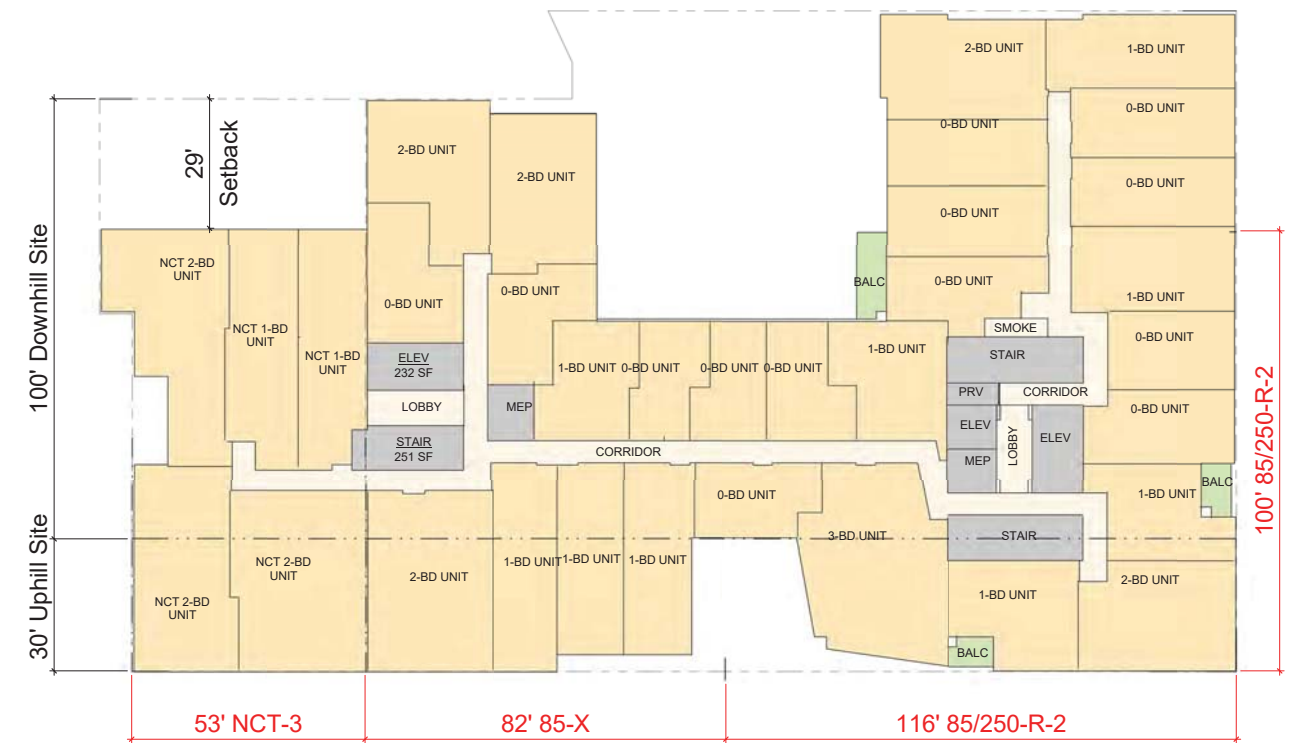 2-BD UNIT
1-BD UNIT
0-BD UNIT
0-BD UNIT
0-BD UNIT
0-BD UNIT
0-BD UNIT
1-BD UNIT
BALC
SMOKE
STAIR
0-BD UNIT
PRV
CORRIDOR
0-BD UNIT
ELEV
LOBBY
ELEV
MEP
1-BD UNIT
BALC
STAIR
1-BD UNIT
2-BD UNIT
BALC
29'
Setback
2-BD UNIT
2-BD UNIT
NCT 2-BD
UNIT
NCT 1-BD
UNIT
NCT 1-BD
UNIT
0-BD UNIT
0-BD UNIT
ELEV
232 SF
LOBBY
STAIR
251 SF
MEP
1-BD UNIT
0-BD UNIT
0-BD UNIT
0-BD UNIT
1-BD UNIT
CORRIDOR
0-BD UNIT
3-BD UNIT
NCT 2-BD
UNIT
NCT 2-BD
UNIT
2-BD UNIT
1-BD UNIT
1-BD UNIT
1-BD UNIT
100' Downhill Site
30' Uphill Site
100' 85/250-R-2
53' NCT-3
82' 85-X
116' 85/250-R-2